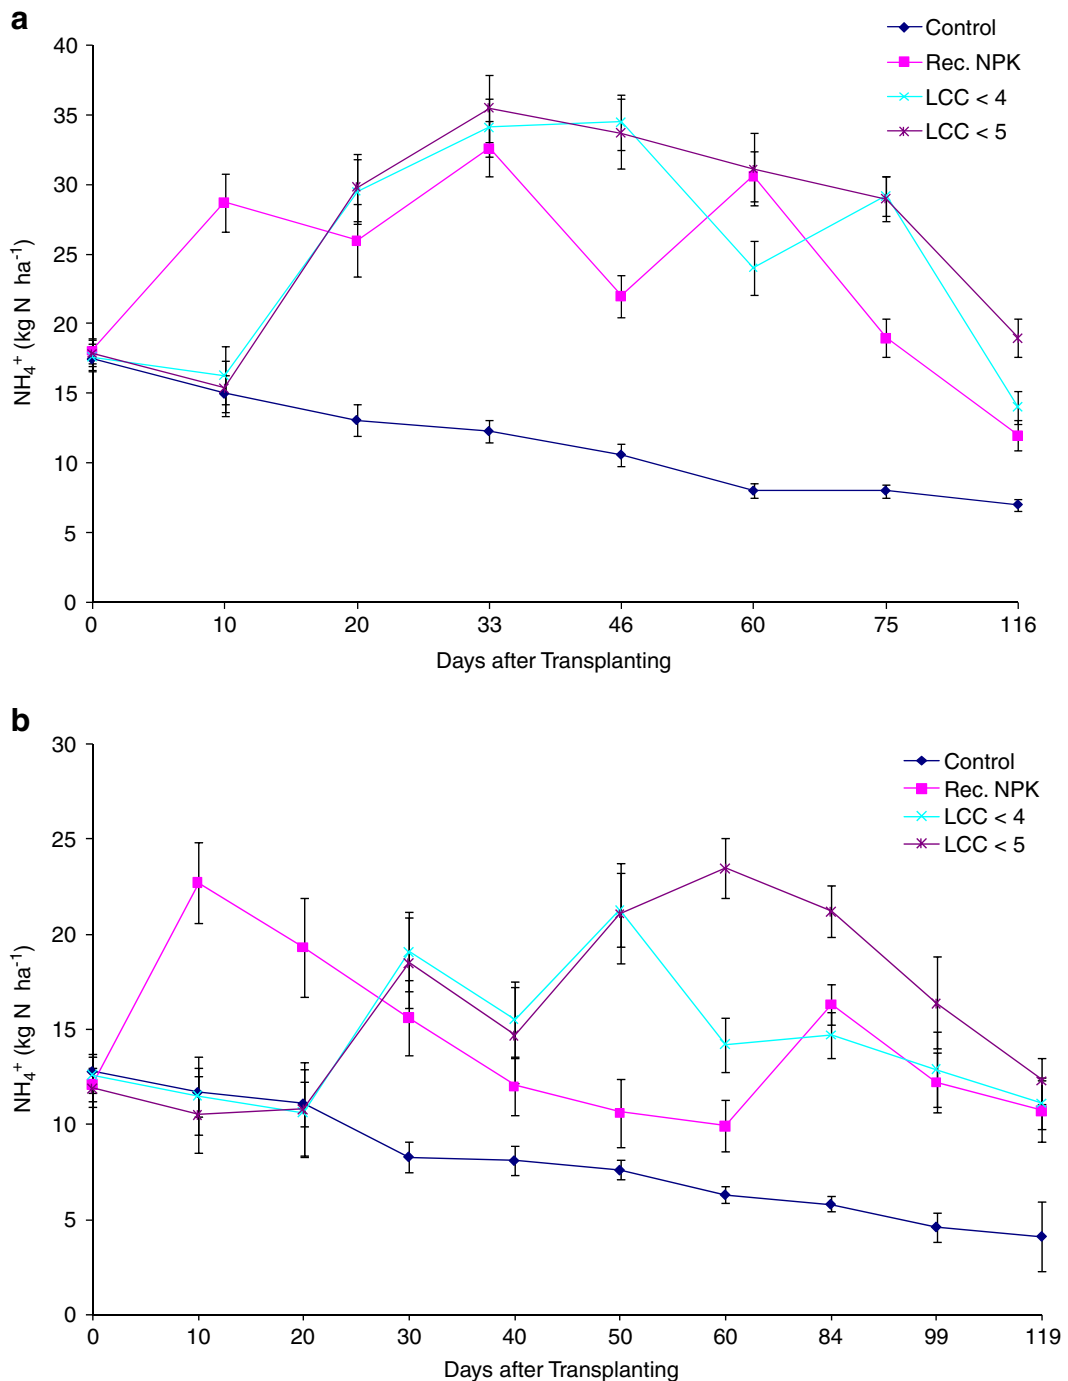 a
Control
Rec. NPK
LCC < 4
LCC < 5
40
35
30
25
20
15
10
5
0
NH₄⁺ (kg N ha⁻¹)
0 10 20 33 46 60 75 116
Days after Transplanting
b
Control
Rec. NPK
LCC < 4
LCC < 5
30
25
20
15
10
5
0
NH₄⁺ (kg N ha⁻¹)
0 10 20 30 40 50 60 84 99 119
Days after Transplanting